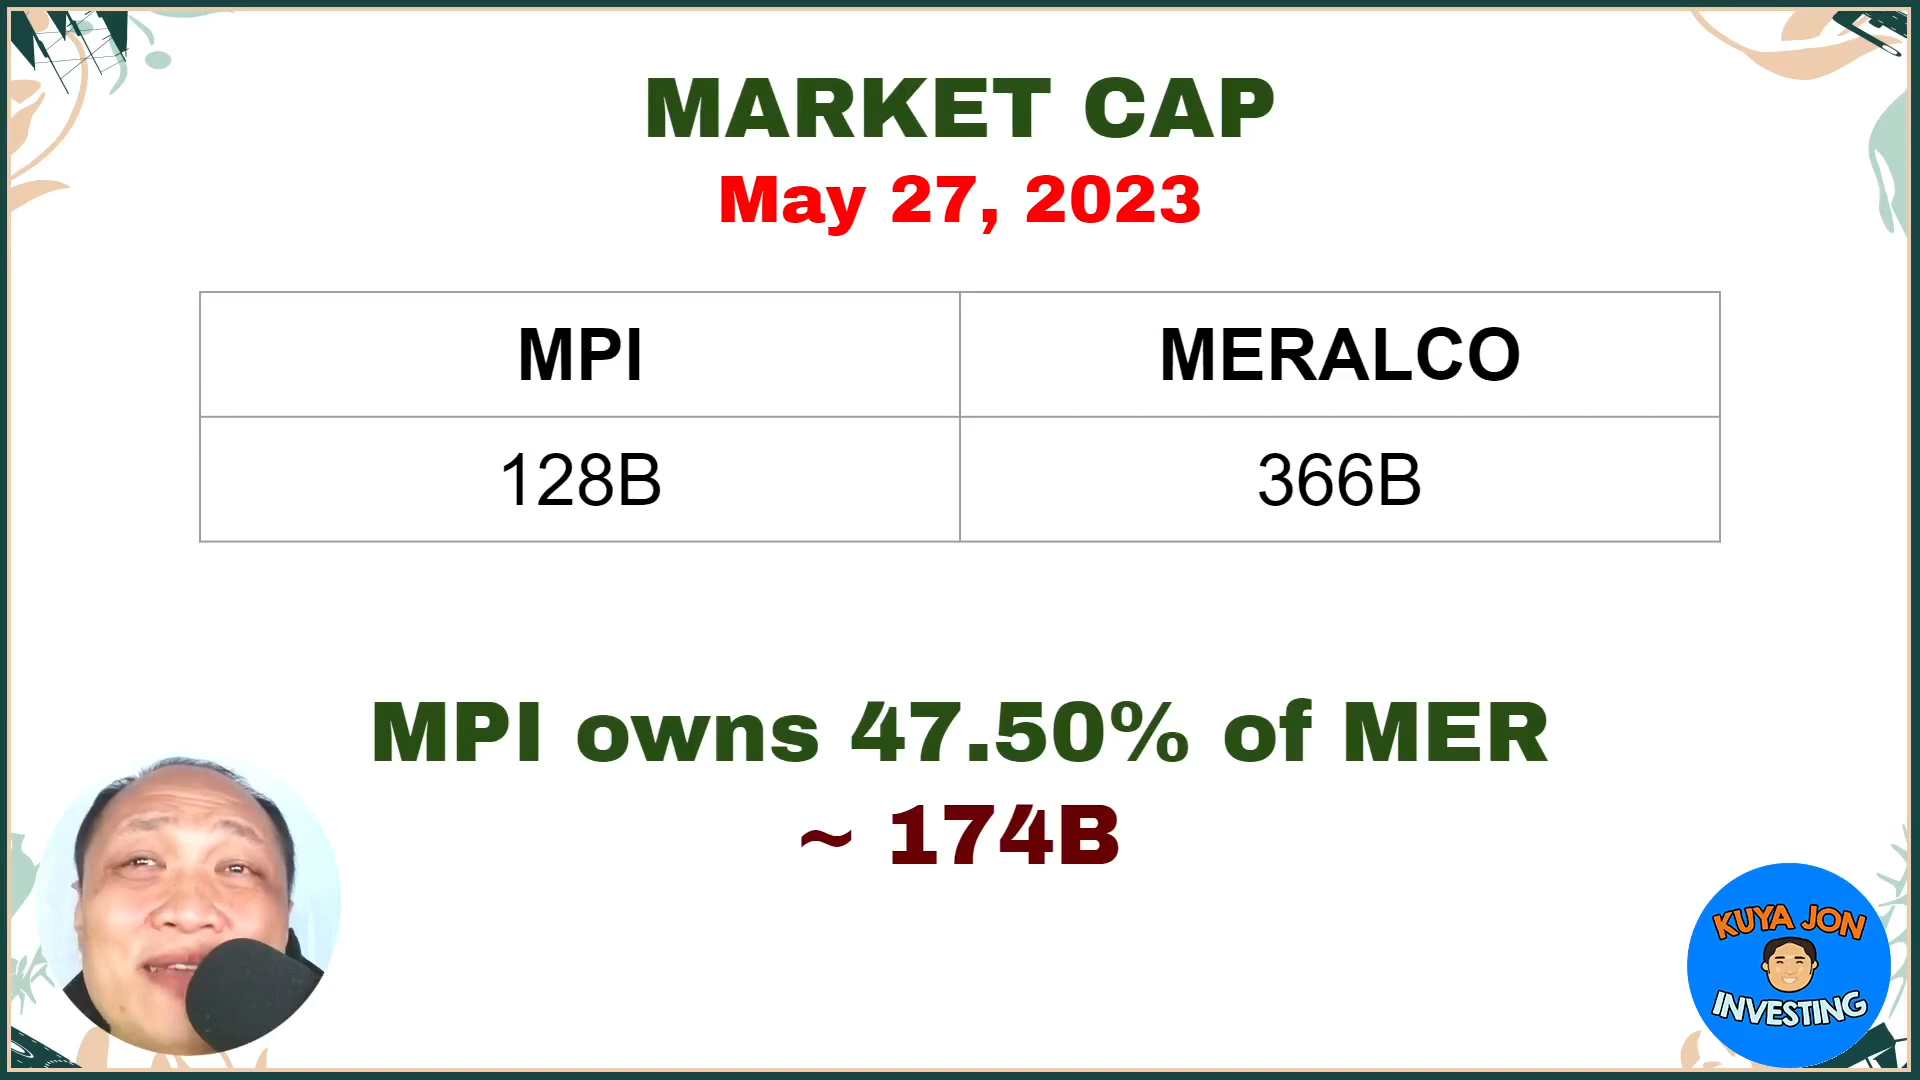 MARKET CAP
May 27, 2023
MPI MERALCO
128B 366B
MPI owns 47.50% of MER
~ 174B
KUYA JON
INVESTING